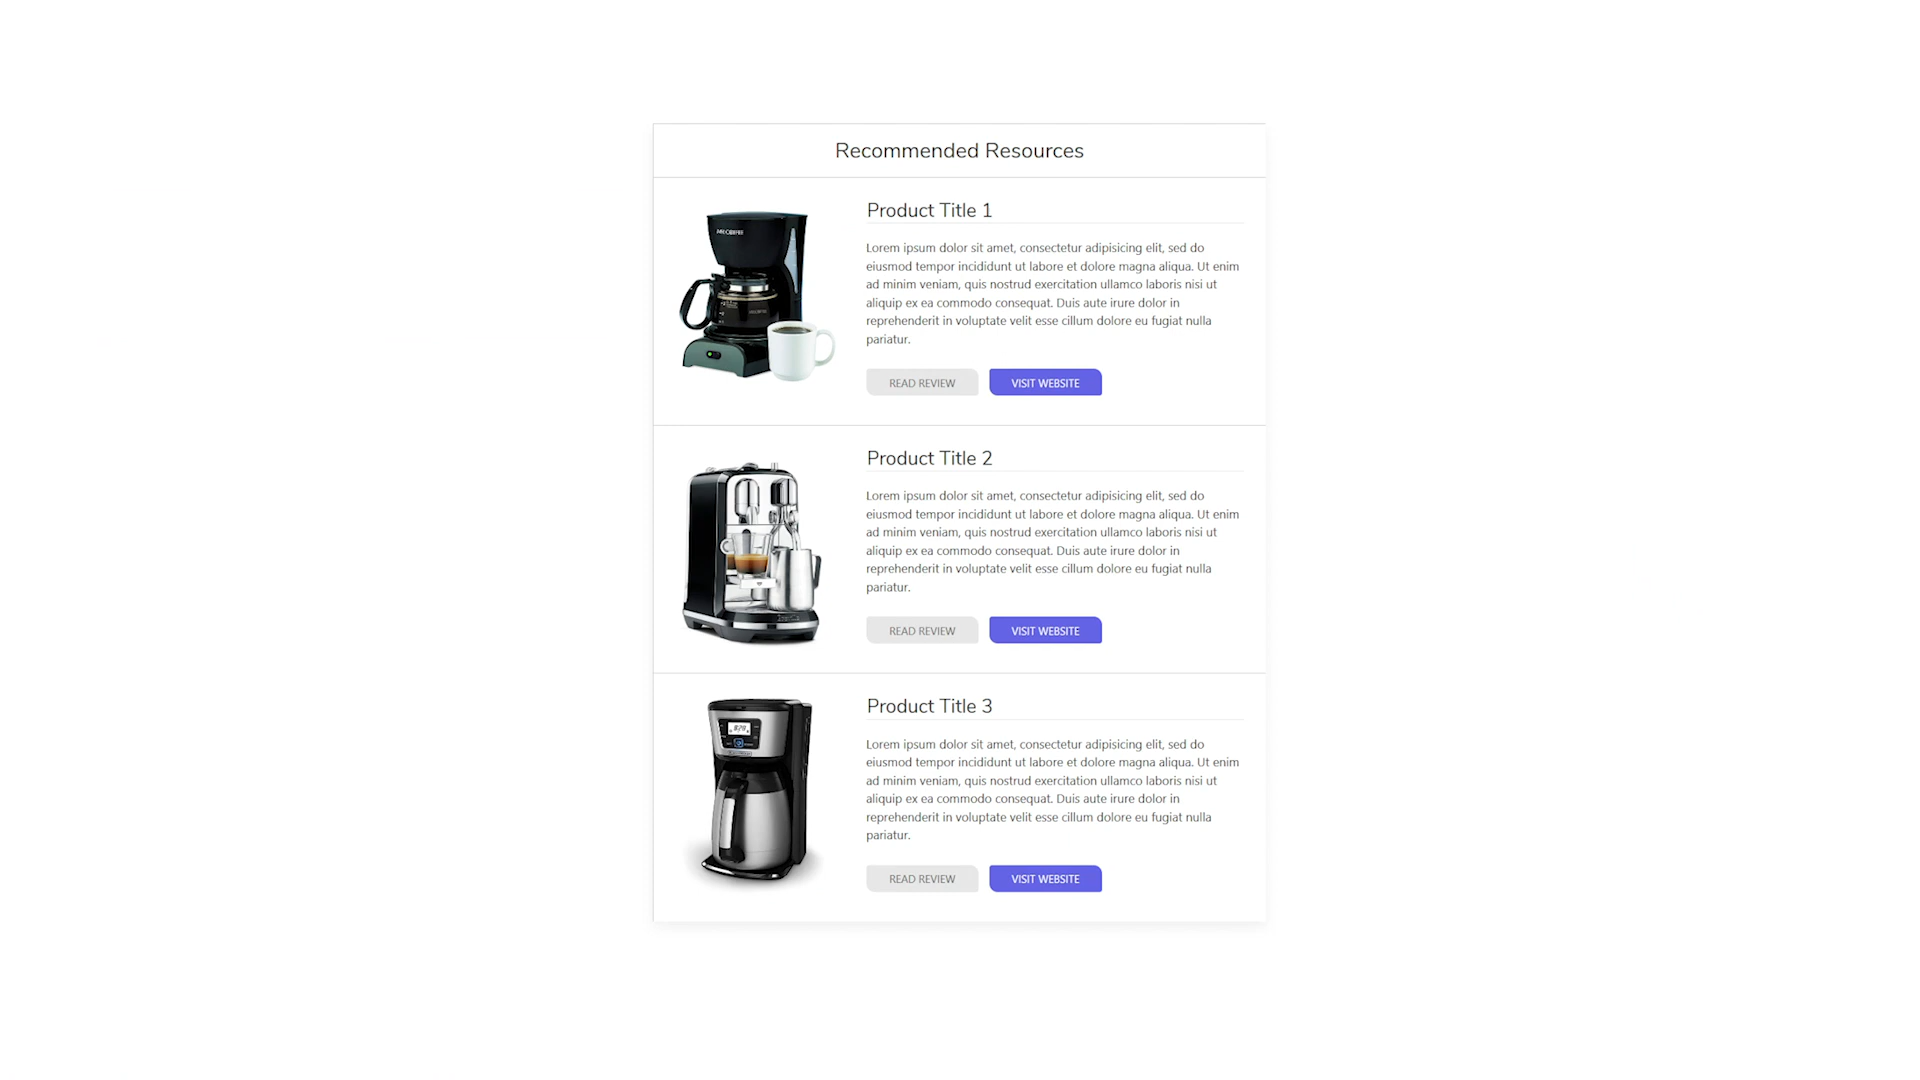 Recommended Resources
Product Title 1
Lorem ipsum dolor sit amet, consectetur adipisicing elit, sed do
eiusmod tempor incididunt ut labore et dolore magna aliqua. Ut enim
ad minim veniam, quis nostrud exercitation ullamco laboris nisi ut
aliquip ex ea commodo consequat. Duis aute irure dolor in
reprehenderit in voluptate velit esse cillum dolore eu fugiat nulla
pariatur.
READ REVIEW
VISIT WEBSITE
Product Title 2
Lorem ipsum dolor sit amet, consectetur adipisicing elit, sed do
eiusmod tempor incididunt ut labore et dolore magna aliqua. Ut enim
ad minim veniam, quis nostrud exercitation ullamco laboris nisi ut
aliquip ex ea commodo consequat. Duis aute irure dolor in
reprehenderit in voluptate velit esse cillum dolore eu fugiat nulla
pariatur.
READ REVIEW
VISIT WEBSITE
Product Title 3
Lorem ipsum dolor sit amet, consectetur adipisicing elit, sed do
eiusmod tempor incididunt ut labore et dolore magna aliqua. Ut enim
ad minim veniam, quis nostrud exercitation ullamco laboris nisi ut
aliquip ex ea commodo consequat. Duis aute irure dolor in
reprehenderit in voluptate velit esse cillum dolore eu fugiat nulla
pariatur.
READ REVIEW
VISIT WEBSITE